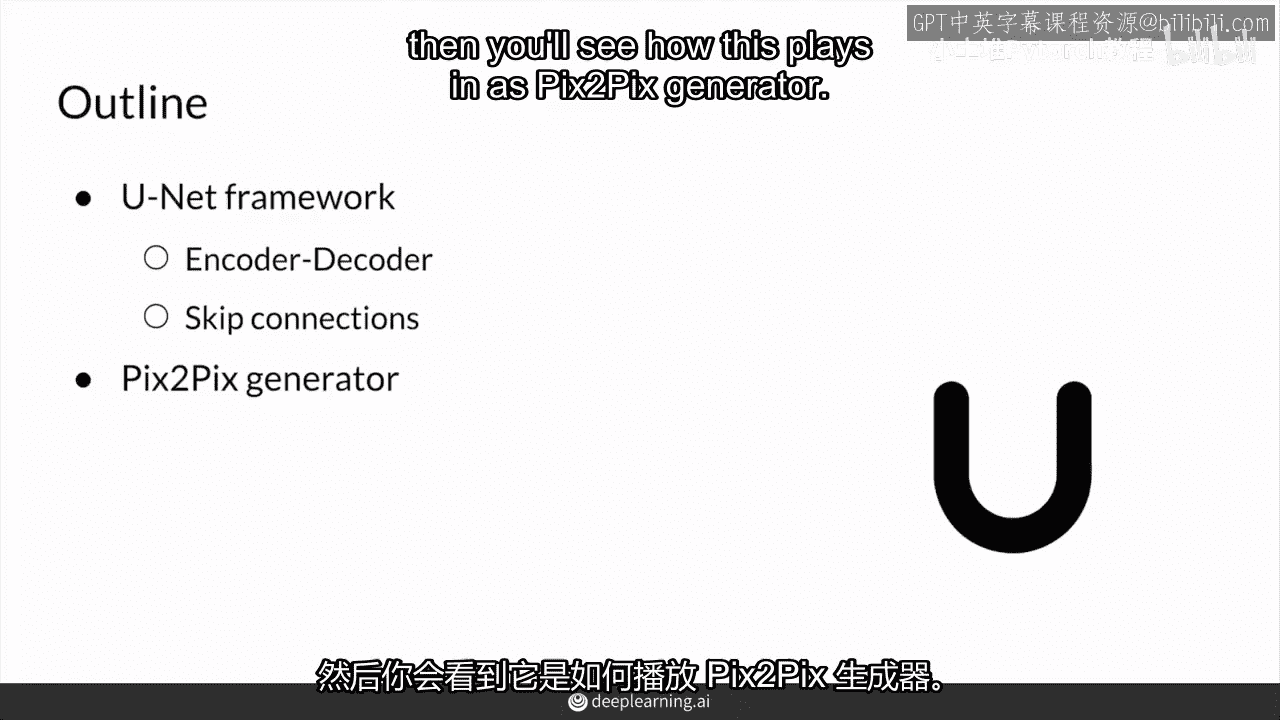 GPT中英字幕课程资源@bilibili.com
then you'll see how this plays
in as Pix2Pix generator.
Outline
● U-Net framework
○ Encoder-Decoder
○ Skip connections
● Pix2Pix generator
U
然后你会看到它是如何播放 Pix2Pix 生成器。
deeplearning.ai